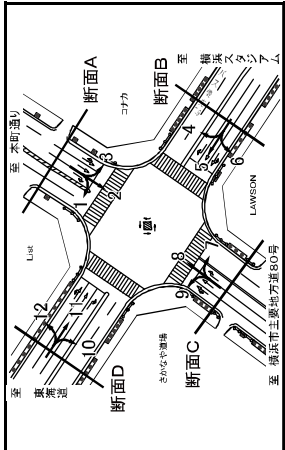 至 本町通り
断面A
コナカ
断面B
至 横浜スタジアム
1
2
3
4
5
6
List
LAWSON
12
11
10
9
8
7
至 東海道
断面D
さかなや道場
断面C
至 横浜市主要地方道80号